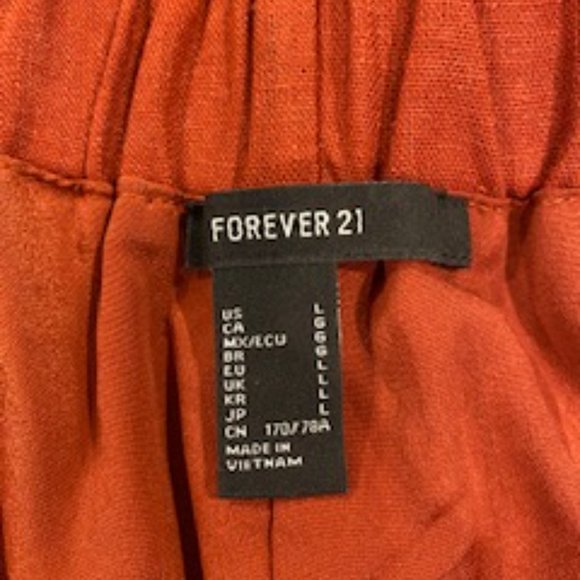 FOREVER 21
US L
CA G
MX/ECU G
BR G
EU L
UK L
KR L
JP L
CN 170/78A
MADE IN
VIETNAM